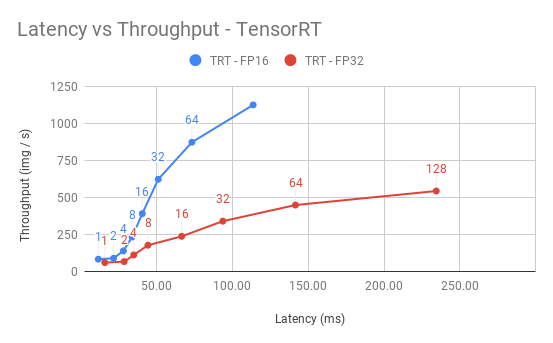 Latency vs Throughput - TensorRT
TRT - FP16 TRT - FP32
1250
1000
750
500
250
0
Throughput (img / s)
1 2 4 8 16 32 64
1 2 4 8 16 32 64 128
50.00 100.00 150.00 200.00 250.00
Latency (ms)